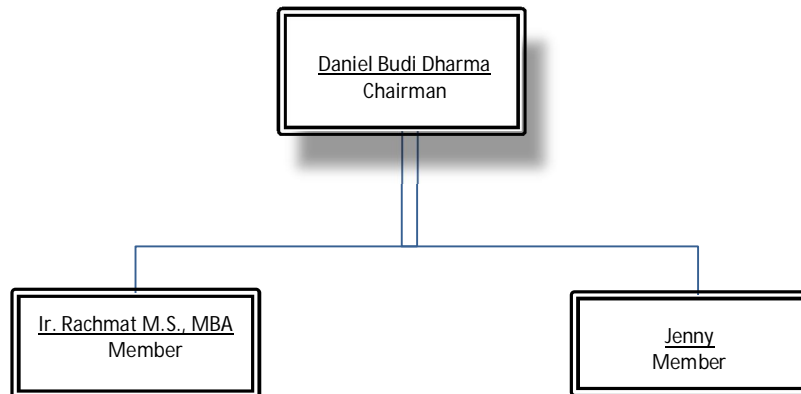 Daniel Budi Dharma
Chairman
Ir. Rachmat M.S., MBA
Member
Jenny
Member